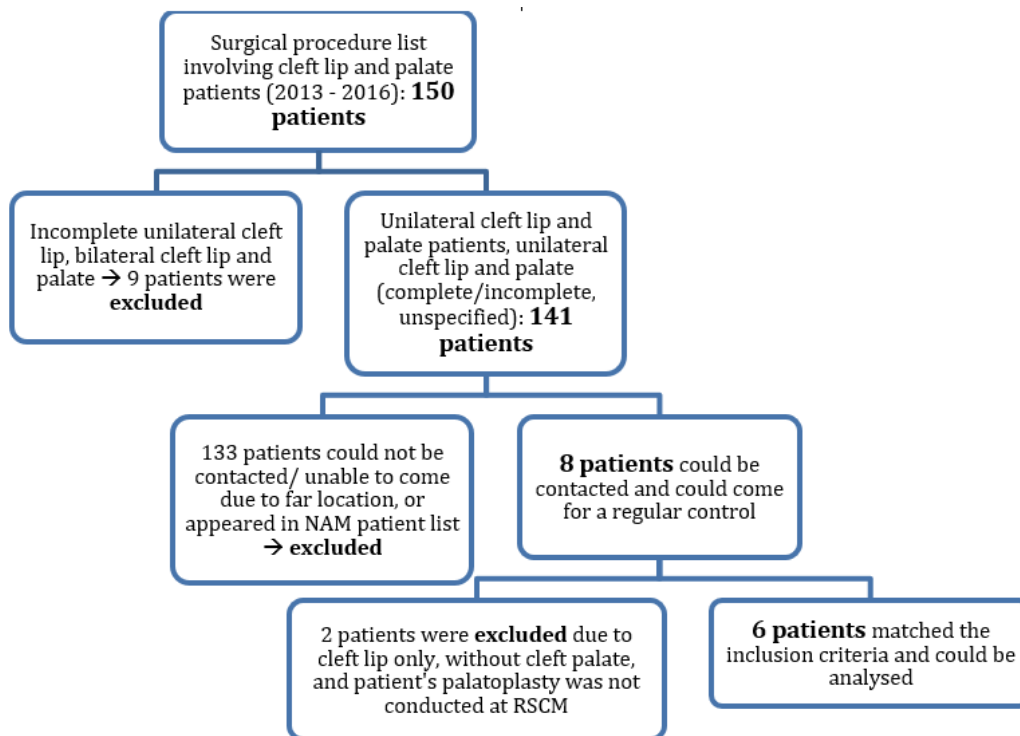 Surgical procedure list
involving cleft lip and palate
patients (2013 - 2016): 150
patients
Incomplete unilateral cleft
lip, bilateral cleft lip and
palate → 9 patients were
excluded
Unilateral cleft lip and
palate patients, unilateral
cleft lip and palate
(complete/incomplete,
unspecified): 141
patients
133 patients could not be
contacted/ unable to come
due to far location, or
appeared in NAM patient list
→ excluded
8 patients could be
contacted and could come
for a regular control
2 patients were excluded due to
cleft lip only, without cleft palate,
and patient's palatoplasty was not
conducted at RSCM
6 patients matched the
inclusion criteria and could be
analysed